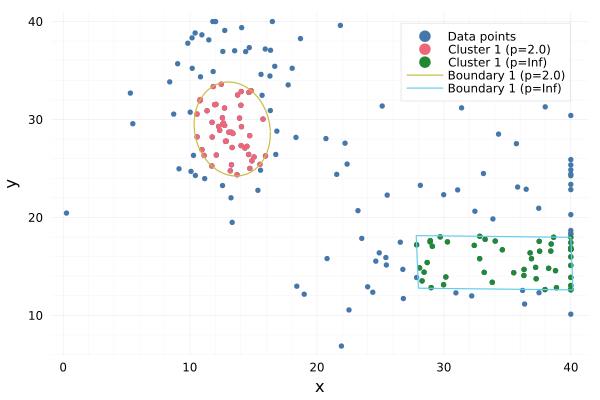 40
30
20
10
y
0
10
20
30
40
x
Data points
Cluster 1 (p=2.0)
Cluster 1 (p=Inf)
Boundary 1 (p=2.0)
Boundary 1 (p=Inf)